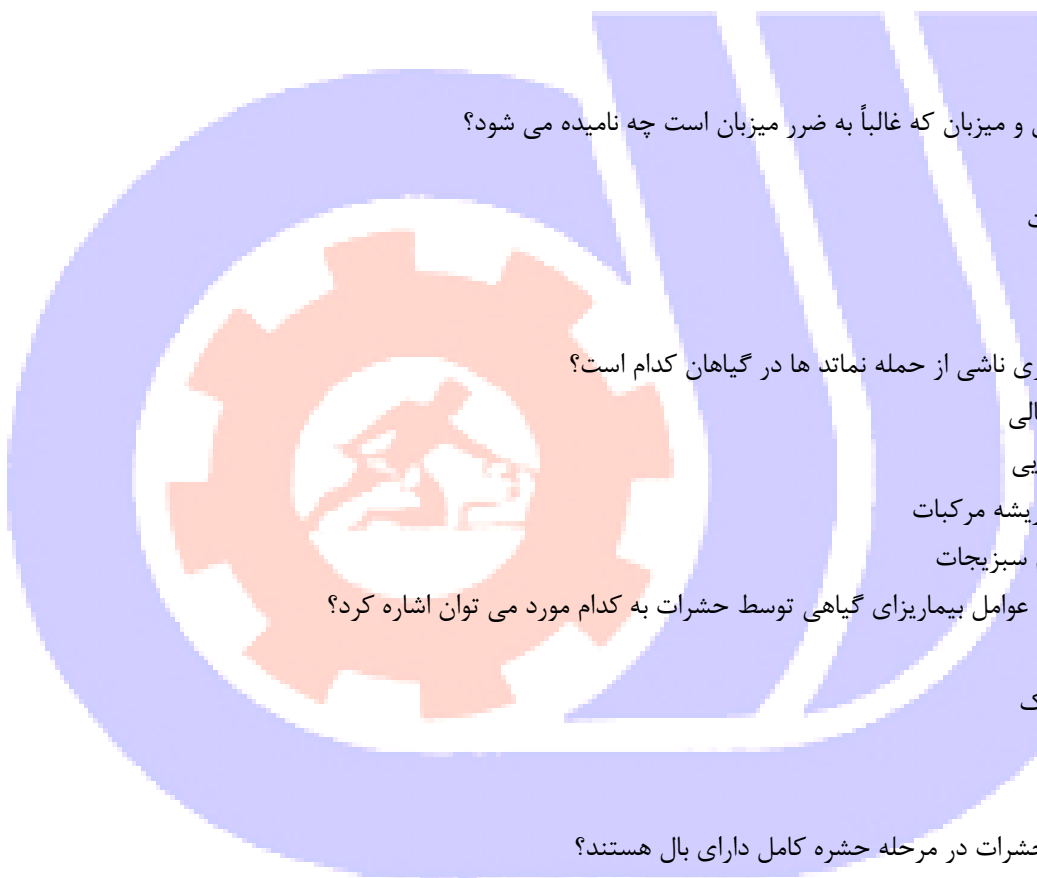 و میزبان که غالباً به ضرر میزبان است چه نامیده می شود؟
ناشی از حمله نماتد ها در گیاهان کدام است؟
ریشه مرکبات
سبزیجات
عوامل بیماریزای گیاهی توسط حشرات به کدام مورد می توان اشاره کرد؟
حشرات در مرحله حشره کامل دارای بال هستند؟